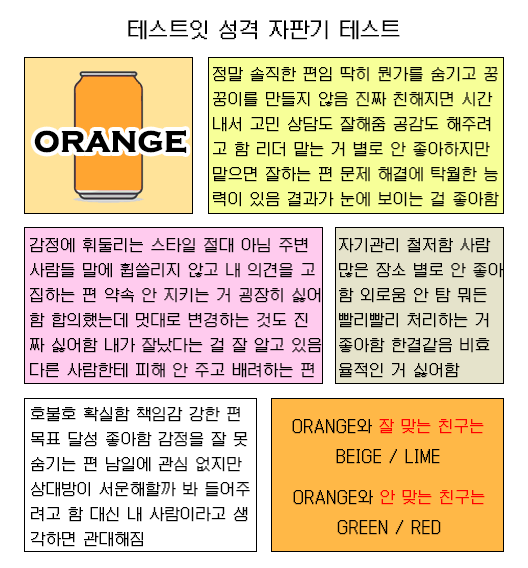 테스트잇 성격 자판기 테스트
ORANGE
정말 솔직한 편임 딱히 뭔가를 숨기고 꿍
꿍이를 만들지 않음 진짜 친해지면 시간
내서 고민 상담도 잘해줌 공감도 해주려
고 함 리더 맡는 거 별로 안 좋아하지만
맡으면 잘하는 편 문제 해결에 탁월한 능
력이 있음 결과가 눈에 보이는 걸 좋아함
감정에 휘둘리는 스타일 절대 아님 주변
사람들 말에 휩쓸리지 않고 내 의견을 고
집하는 편 약속 안 지키는 거 굉장히 싫어
함 합의했는데 멋대로 변경하는 것도 진
짜 싫어함 내가 잘났다는 걸 잘 알고 있음
다른 사람한테 피해 안 주고 배려하는 편
자기관리 철저함 사람
많은 장소 별로 안 좋아
함 외로움 안 탐 뭐든
빨리빨리 처리하는 거
좋아함 한결같음 비효
율적인 거 싫어함
호불호 확실함 책임감 강한 편
목표 달성 좋아함 감정을 잘 못
숨기는 편 남일에 관심 없지만
상대방이 서운해할까 봐 들어주
려고 함 대신 내 사람이라고 생
각하면 관대해짐
ORANGE와 잘 맞는 친구는
BEIGE / LIME
ORANGE와 안 맞는 친구는
GREEN / RED